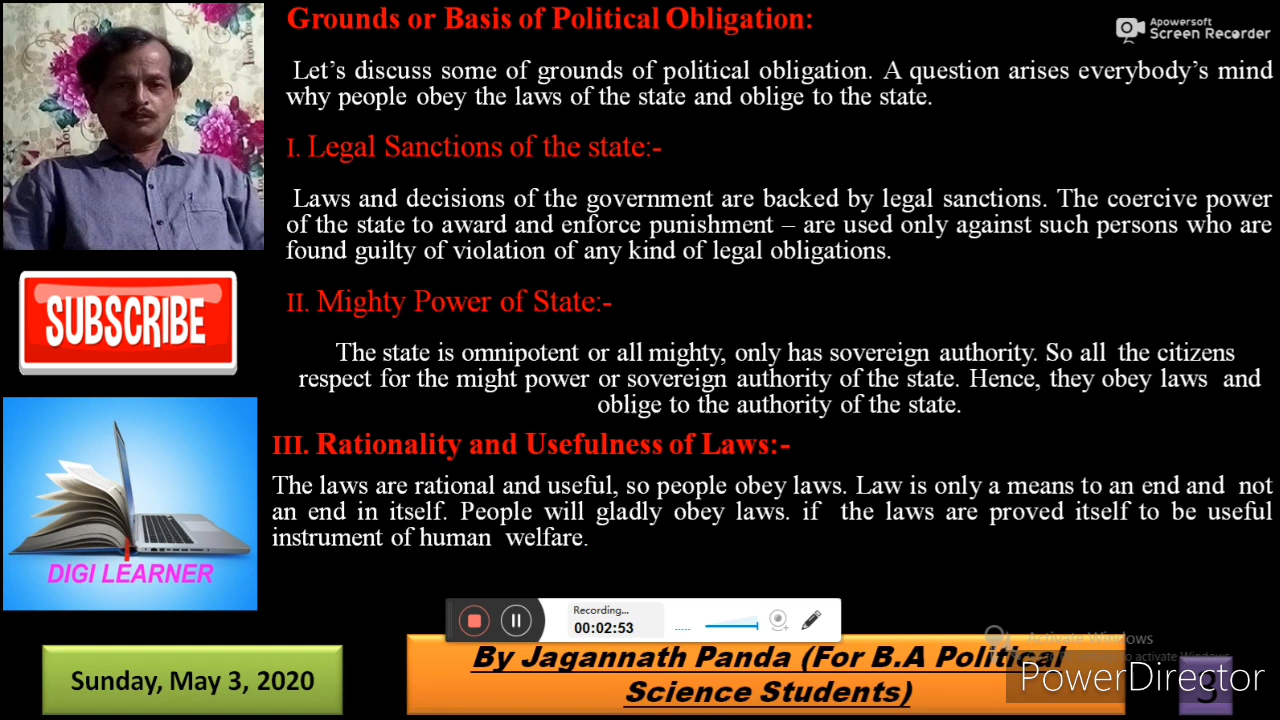 Grounds or Basis of Political Obligation:
Apowersoft
Screen Recorder
Let's discuss some of grounds of political obligation. A question arises everybody's mind
why people obey the laws of the state and oblige to the state.
I. Legal Sanctions of the state:-
Laws and decisions of the government are backed by legal sanctions. The coercive power
of the state to award and enforce punishment – are used only against such persons who are
found guilty of violation of any kind of legal obligations.
SUBSCRIBE
II. Mighty Power of State:-
The state is omnipotent or all mighty, only has sovereign authority. So all the citizens
respect for the might power or sovereign authority of the state. Hence, they obey laws and
oblige to the authority of the state.
III. Rationality and Usefulness of Laws:-
The laws are rational and useful, so people obey laws. Law is only a means to an end and not
an end in itself. People will gladly obey laws. if the laws are proved itself to be useful
instrument of human welfare.
DIGI LEARNER
Recording...
00:02:53
Activate Windows
to activate Windows.
By Jagannath Panda (For B.A Political
Science Students)
Sunday, May 3, 2020
PowerDirector
3